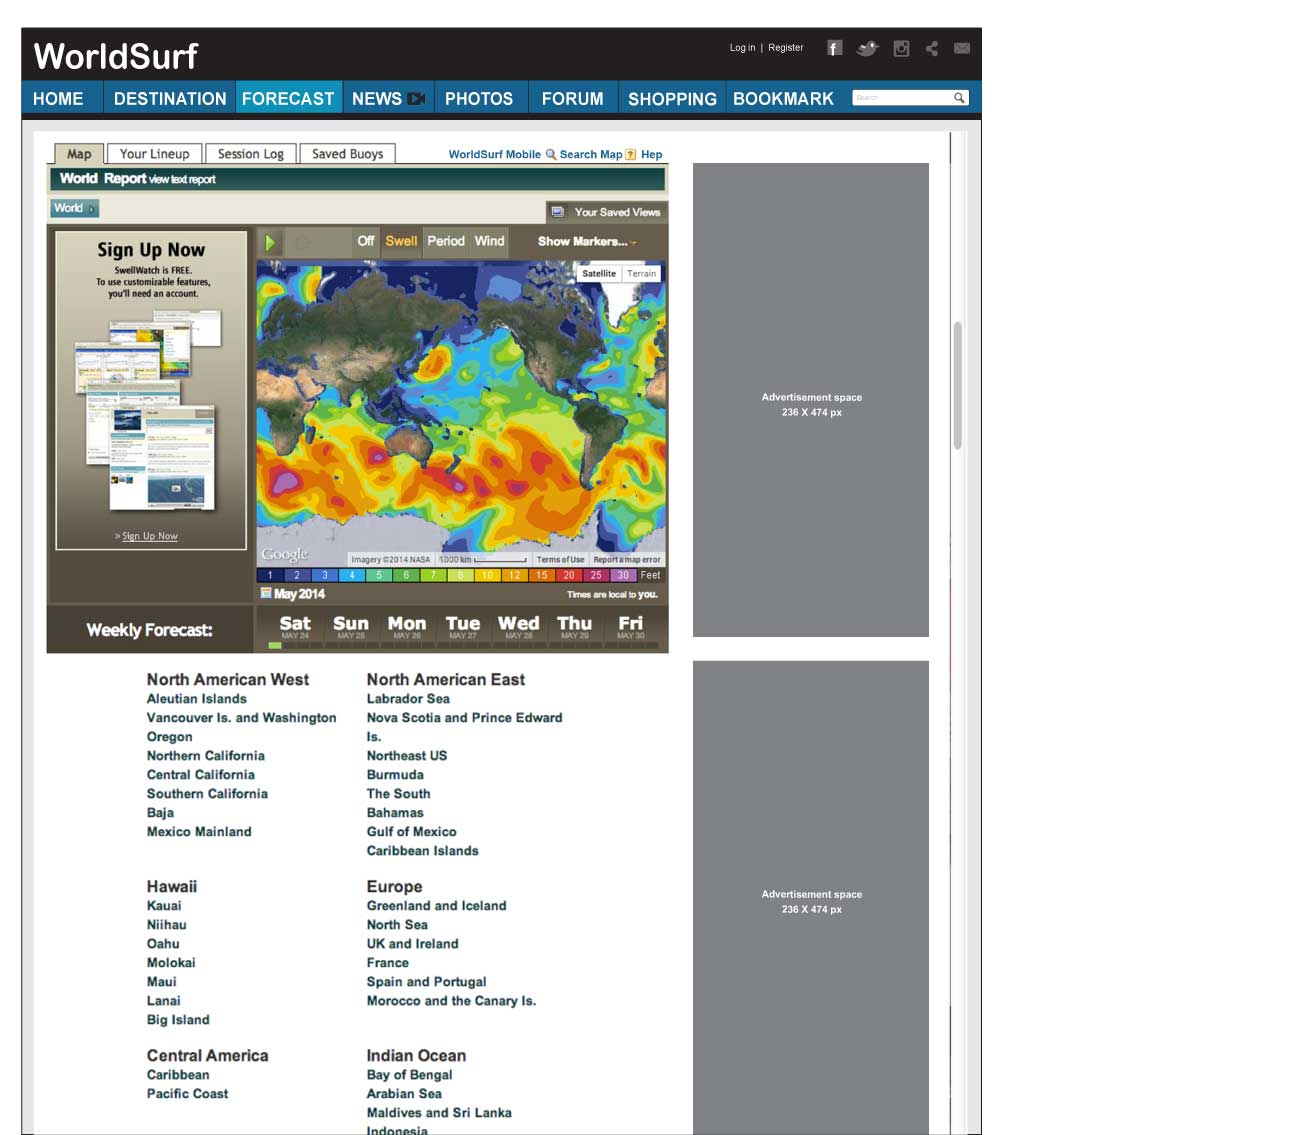 WorldSurf
Log in | Register
HOME DESTINATION FORECAST NEWS PHOTOS FORUM SHOPPING BOOKMARK Search
Map Your Lineup Session Log Saved Buoys WorldSurf Mobile Search Map ? Hep
World Report view text report
World
Your Saved Views
Sign Up Now
SwellWatch is FREE.
To use customizable features,
you'll need an account.
» Sign Up Now
Off Swell Period Wind Show Markers...
Satellite Terrain
Google
Imagery ©2014 NASA 1000 km Terms of Use Report a map error
1 2 3 4 5 6 7 8 10 12 15 20 25 30 Feet
May 2014 Times are local to you.
Weekly Forecast:
Sat Sun Mon Tue Wed Thu Fri
MAY 24 MAY 25 MAY 26 MAY 27 MAY 28 MAY 29 MAY 30
Advertisement space
236 X 474 px
North American West
Aleutian Islands
Vancouver Is. and Washington
Oregon
Northern California
Central California
Southern California
Baja
Mexico Mainland
North American East
Labrador Sea
Nova Scotia and Prince Edward
Is.
Northeast US
Burmuda
The South
Bahamas
Gulf of Mexico
Caribbean Islands
Hawaii
Kauai
Niihau
Oahu
Molokai
Maui
Lanai
Big Island
Europe
Greenland and Iceland
North Sea
UK and Ireland
France
Spain and Portugal
Morocco and the Canary Is.
Central America
Caribbean
Pacific Coast
Indian Ocean
Bay of Bengal
Arabian Sea
Maldives and Sri Lanka
Indonesia
Advertisement space
236 X 474 px